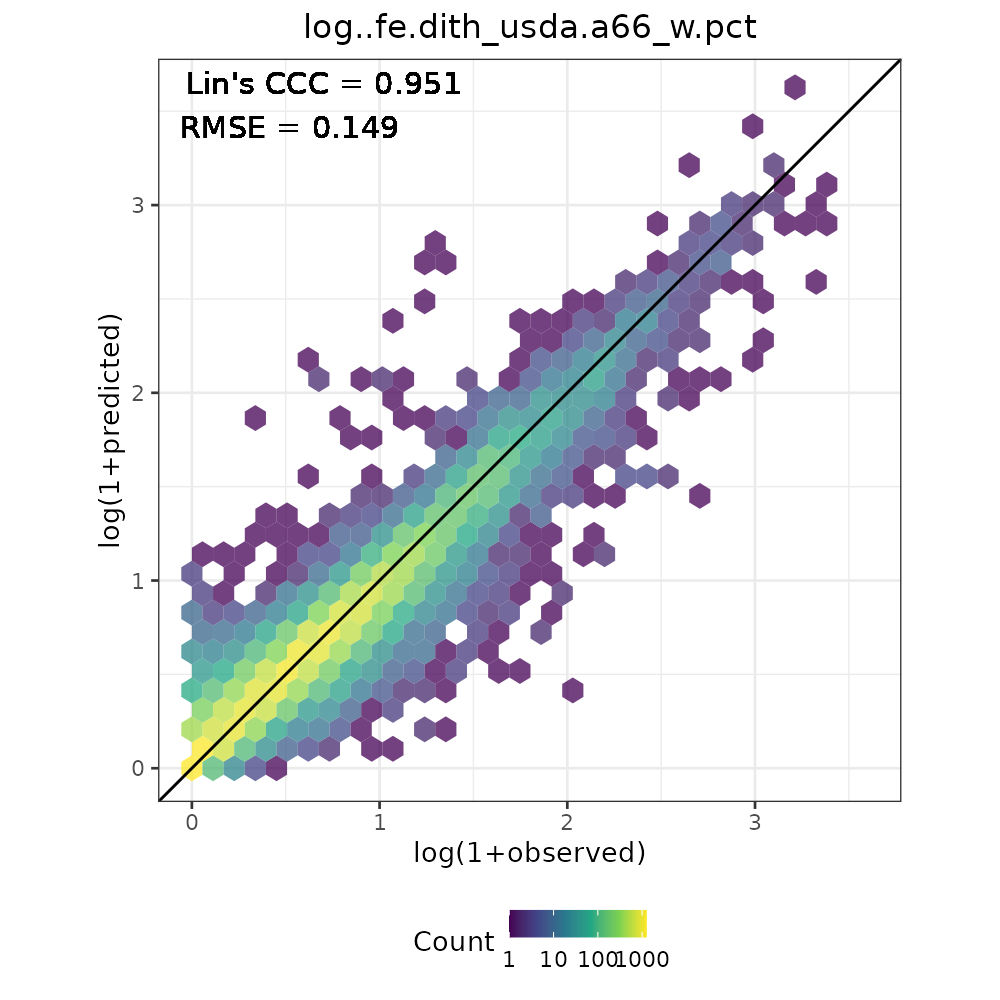 log..fe.dith_usda.a66_w.pct
Lin's CCC = 0.951
RMSE = 0.149
log(1+predicted)
3
2
1
0
0 1 2 3
log(1+observed)
Count
1 10 100 1000